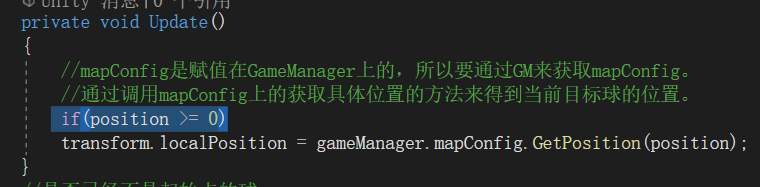 Unity 消息|0 个引用
private void Update()
{
//mapConfig是赋值在GameManager上的，所以要通过GM来获取mapConfig。
//通过调用mapConfig上的获取具体位置的方法来得到当前目标球的位置。
if(position >= 0)
transform.localPosition = gameManager.mapConfig.GetPosition(position);
}